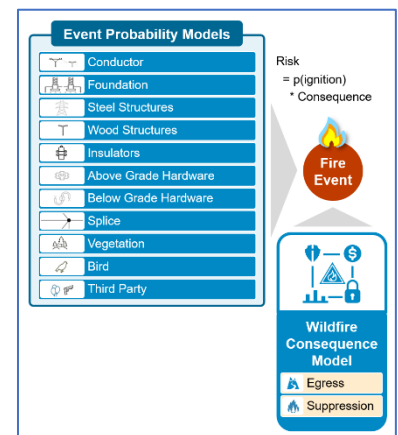 Event Probability Models
Conductor
Foundation
Steel Structures
Wood Structures
Insulators
Above Grade Hardware
Below Grade Hardware
Splice
Vegetation
Bird
Third Party
Risk
= p(ignition)
* Consequence
Fire
Event
$
Wildfire
Consequence
Model
Egress
Suppression